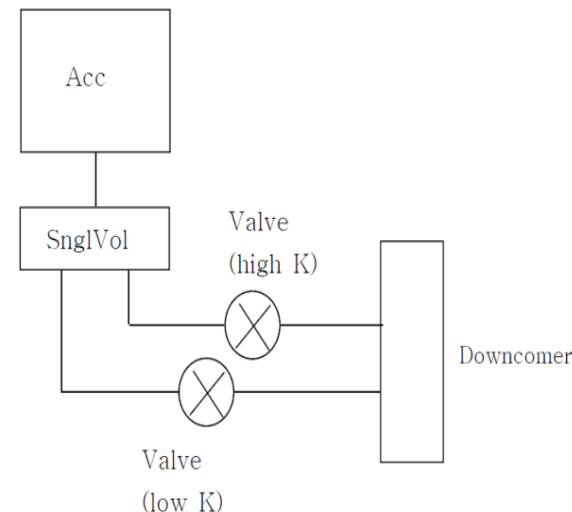 Acc
SnglVol
Valve
(high K)
Downcomer
Valve
(low K)